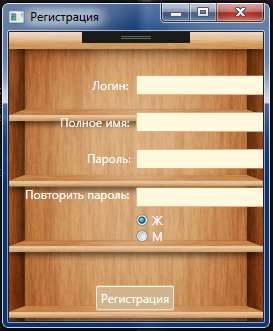 Регистрация
Логин:
Полное имя:
Пароль:
Повторить пароль:
Ж
М
Регистрация